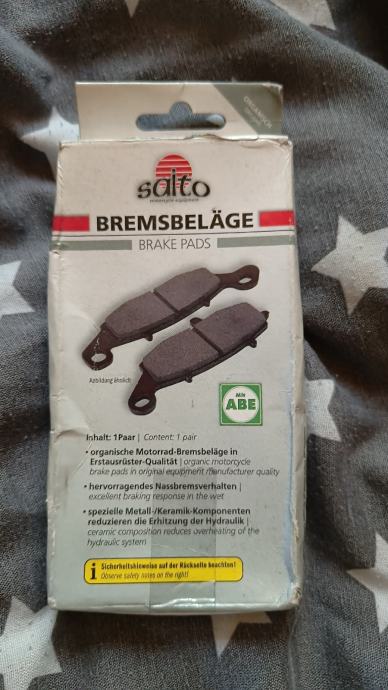 ORGANISCH
saito
motorcycle equipment
BREMSBELÄGE
BRAKE PADS
Abbildung ähnlich
MIT
ABE
Inhalt: 1Paar | Content: 1 pair
• organische Motorrad-Bremsbeläge in
Erstausrüster-Qualität | organic motorcycle
brake pads in original equipment manufacturer quality
• hervorragendes Nassbremsverhalten |
excellent braking response in the wet
• spezielle Metall-/Keramik-Komponenten
reduzieren die Erhitzung der Hydraulik |
ceramic composition reduces overheating of the
hydraulic system
i Sicherheitshinweise auf der Rückseite beachten!
Observe safety notes on the right!